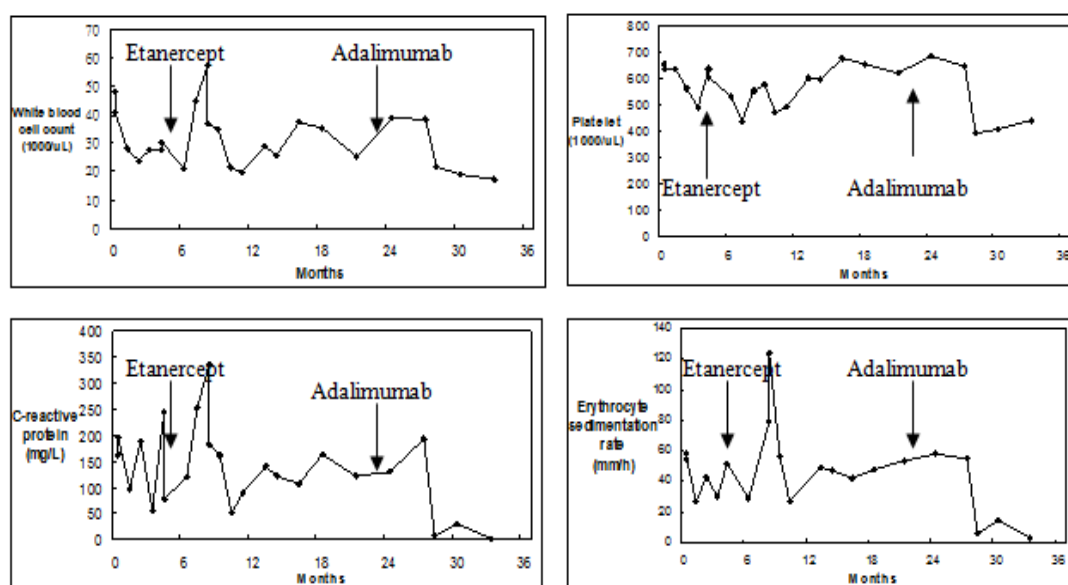 70
60
50
40
30
20
10
0
White blood
cell count
(1000/uL)
Etanercept
Adalimumab
0 6 12 18 24 30 36
Months
800
700
600
500
400
300
200
100
0
Platelet
(1000/uL)
Etanercept
Adalimumab
0 6 12 18 24 30 36
Months
400
350
300
250
200
150
100
50
0
C-reactive
protein
(mg/L)
Etanercept
Adalimumab
0 6 12 18 24 30 36
Months
140
120
100
80
60
40
20
0
Erythrocyte
sedimentation
rate
(mm/h)
Etanercept
Adalimumab
0 6 12 18 24 30 36
Months